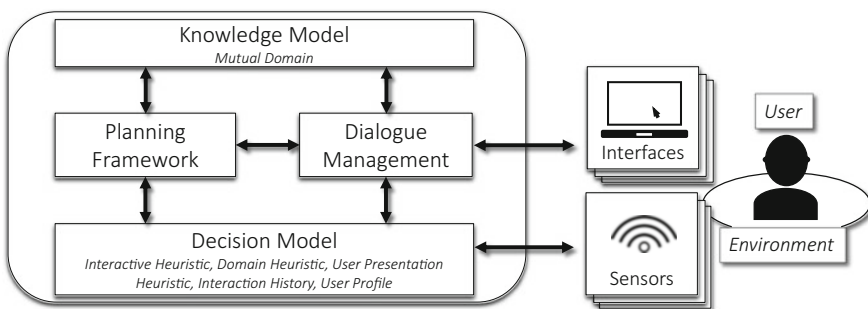 Knowledge Model
Mutual Domain
Planning
Framework
Dialogue
Management
Decision Model
Interactive Heuristic, Domain Heuristic, User Presentation
Heuristic, Interaction History, User Profile
Interfaces
Sensors
User
Environment